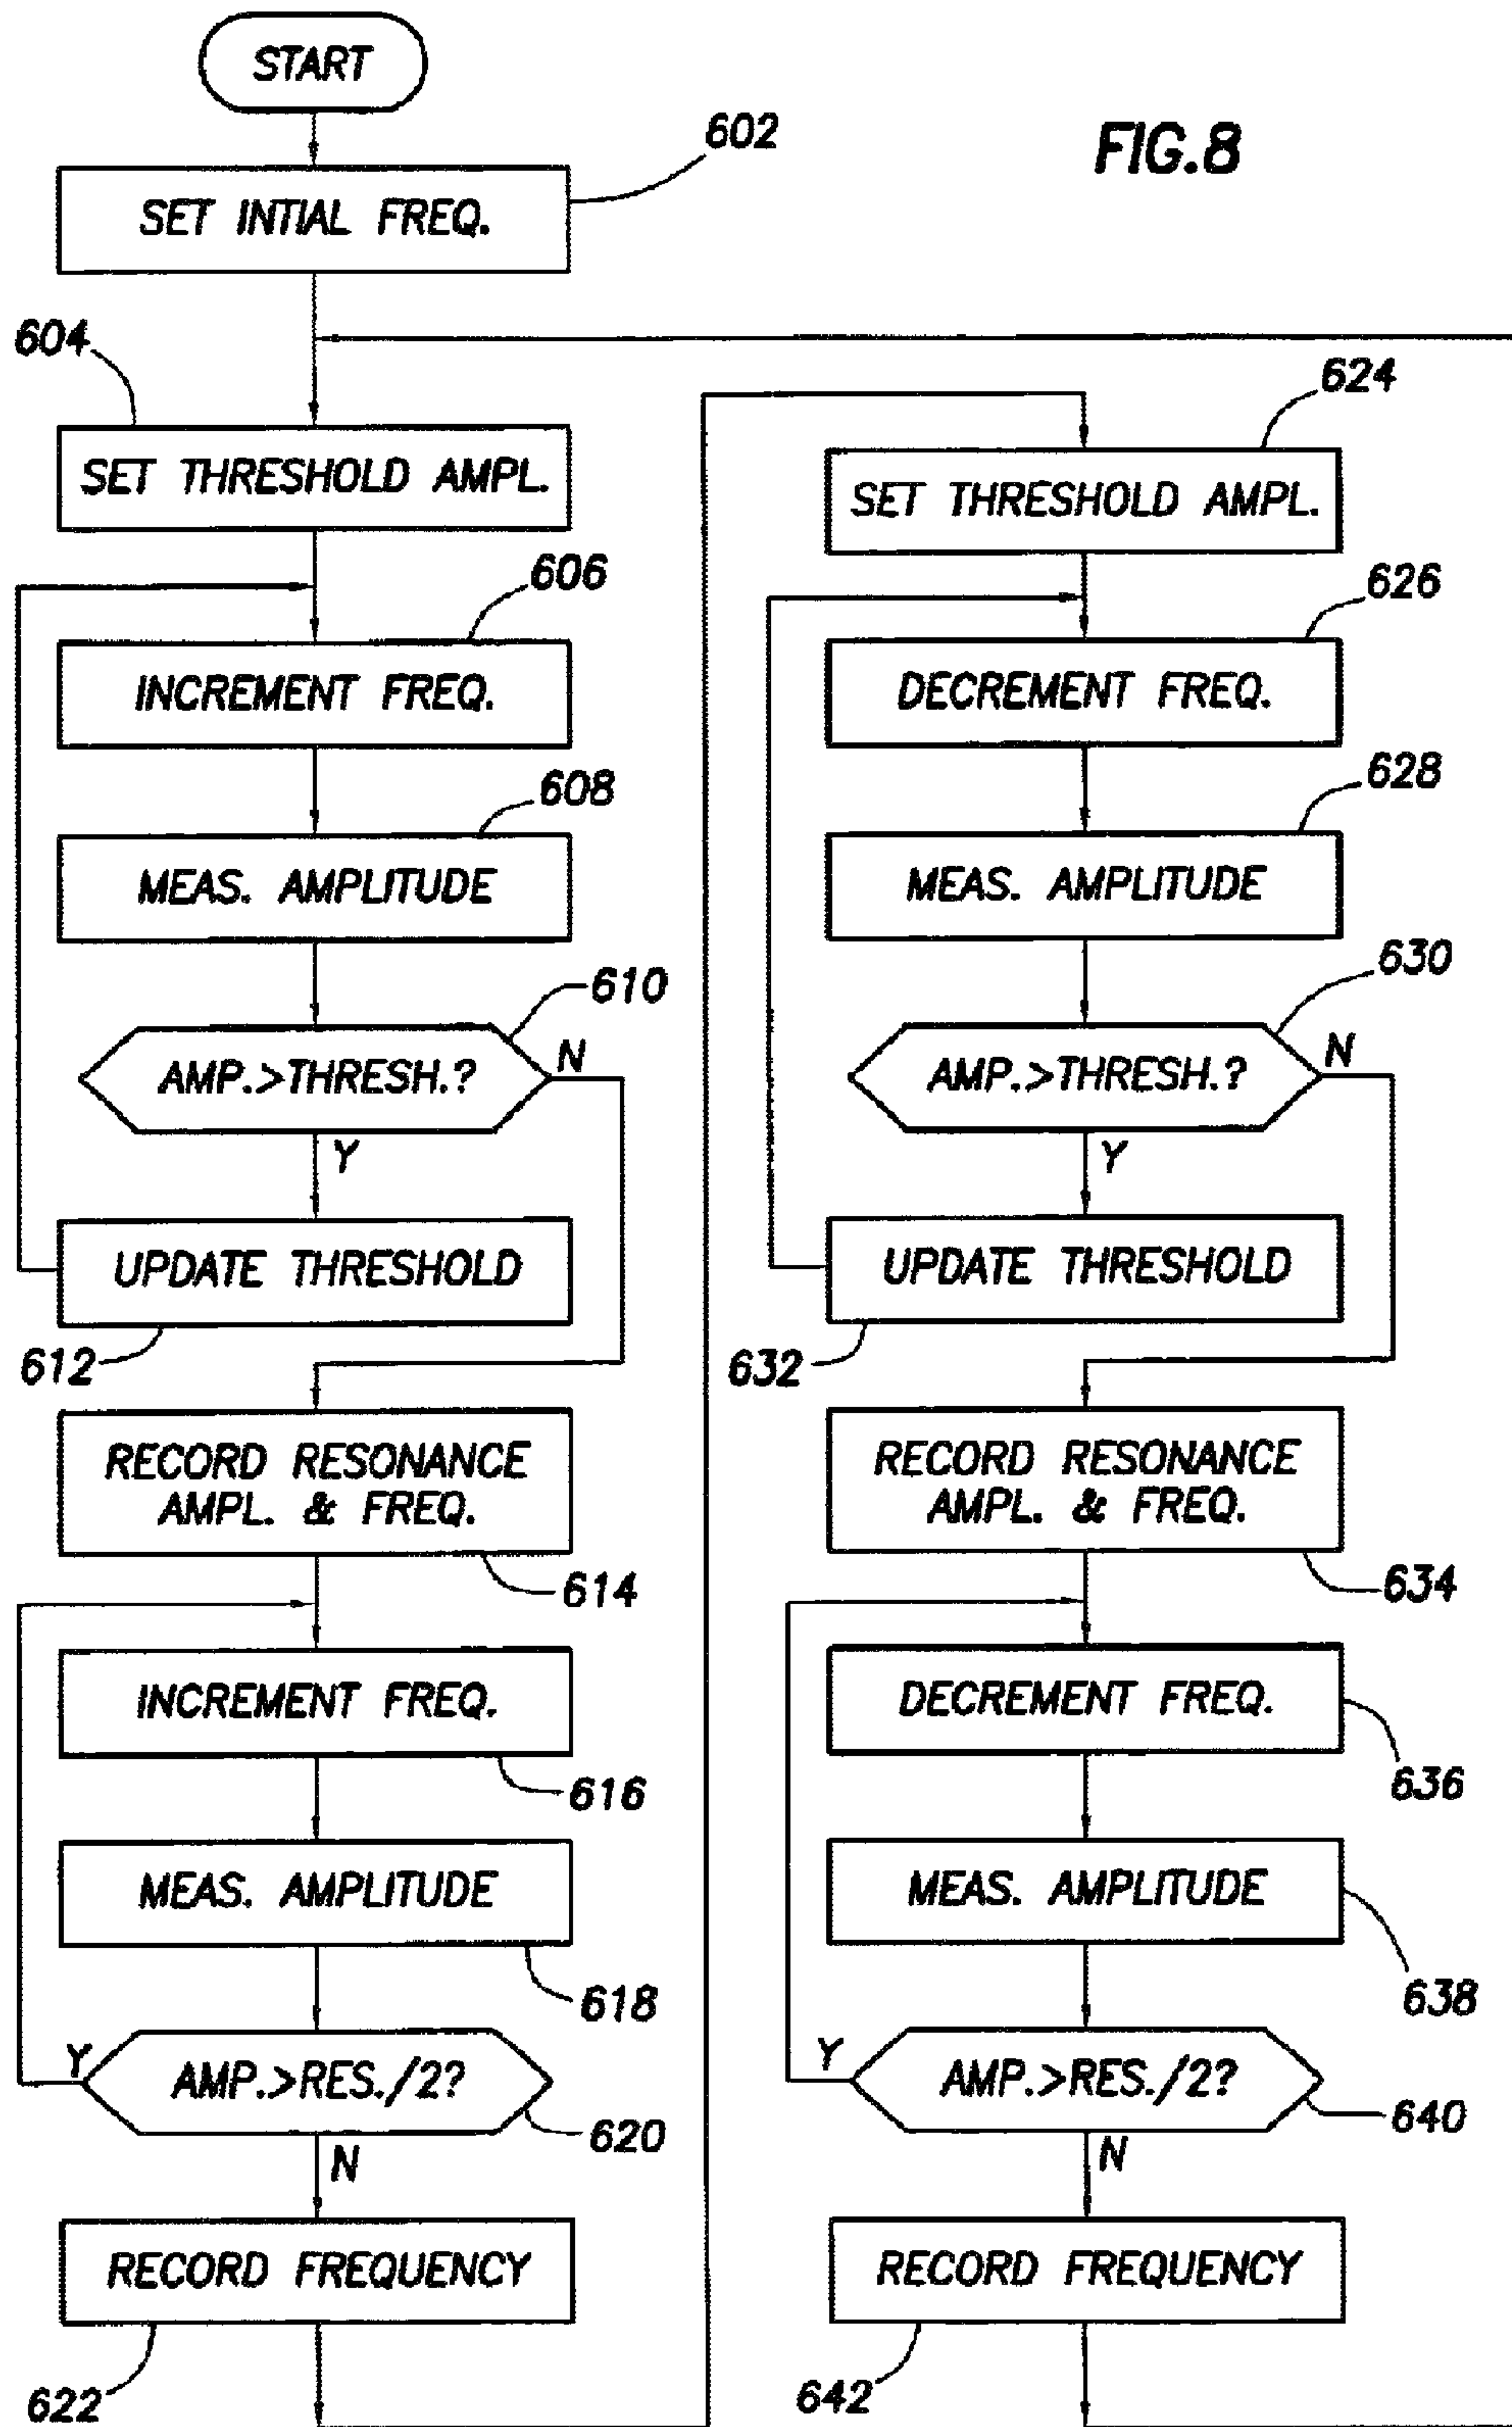 START
FIG.8
602
SET INTIAL FREQ.
604
SET THRESHOLD AMPL.
606
INCREMENT FREQ.
608
MEAS. AMPLITUDE
610
AMP.>THRESH.?
N
Y
UPDATE THRESHOLD
612
RECORD RESONANCE
AMPL. & FREQ.
614
INCREMENT FREQ.
616
MEAS. AMPLITUDE
618
Y
AMP.>RES./2?
620
N
RECORD FREQUENCY
622
624
SET THRESHOLD AMPL.
626
DECREMENT FREQ.
628
MEAS. AMPLITUDE
630
AMP.>THRESH.?
N
Y
UPDATE THRESHOLD
632
RECORD RESONANCE
AMPL. & FREQ.
634
DECREMENT FREQ.
636
MEAS. AMPLITUDE
638
Y
AMP.>RES./2?
640
N
RECORD FREQUENCY
642